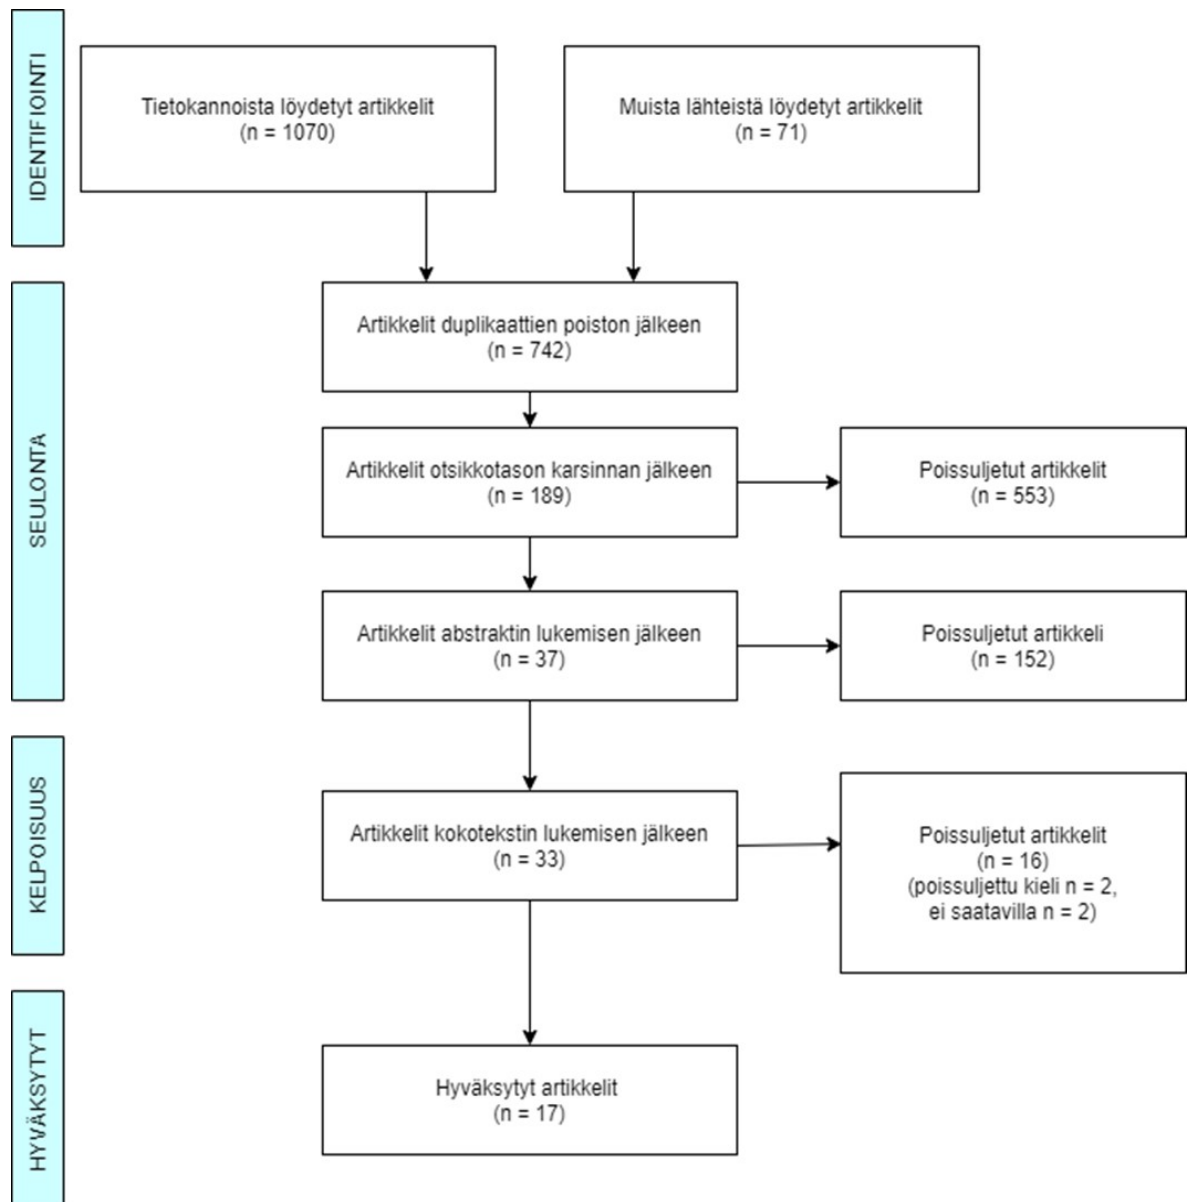 IDENTIFIOINTI
Tietokannoista löydetyt artikkelit
(n = 1070)
Muista lähteistä löydetyt artikkelit
(n = 71)
SEULONTA
Artikkelit duplikaattien poiston jälkeen
(n = 742)
Artikkelit otsikkotason karsinnan jälkeen
(n = 189)
Poissuljetut artikkelit
(n = 553)
Artikkelit abstraktin lukemisen jälkeen
(n = 37)
Poissuljetut artikkeli
(n = 152)
KELPOISUUS
Artikkelit kokotekstin lukemisen jälkeen
(n = 33)
Poissuljetut artikkelit
(n = 16)
(poissuljettu kieli n = 2,
ei saatavilla n = 2)
HYVÄKSYTYT
Hyväksytyt artikkelit
(n = 17)